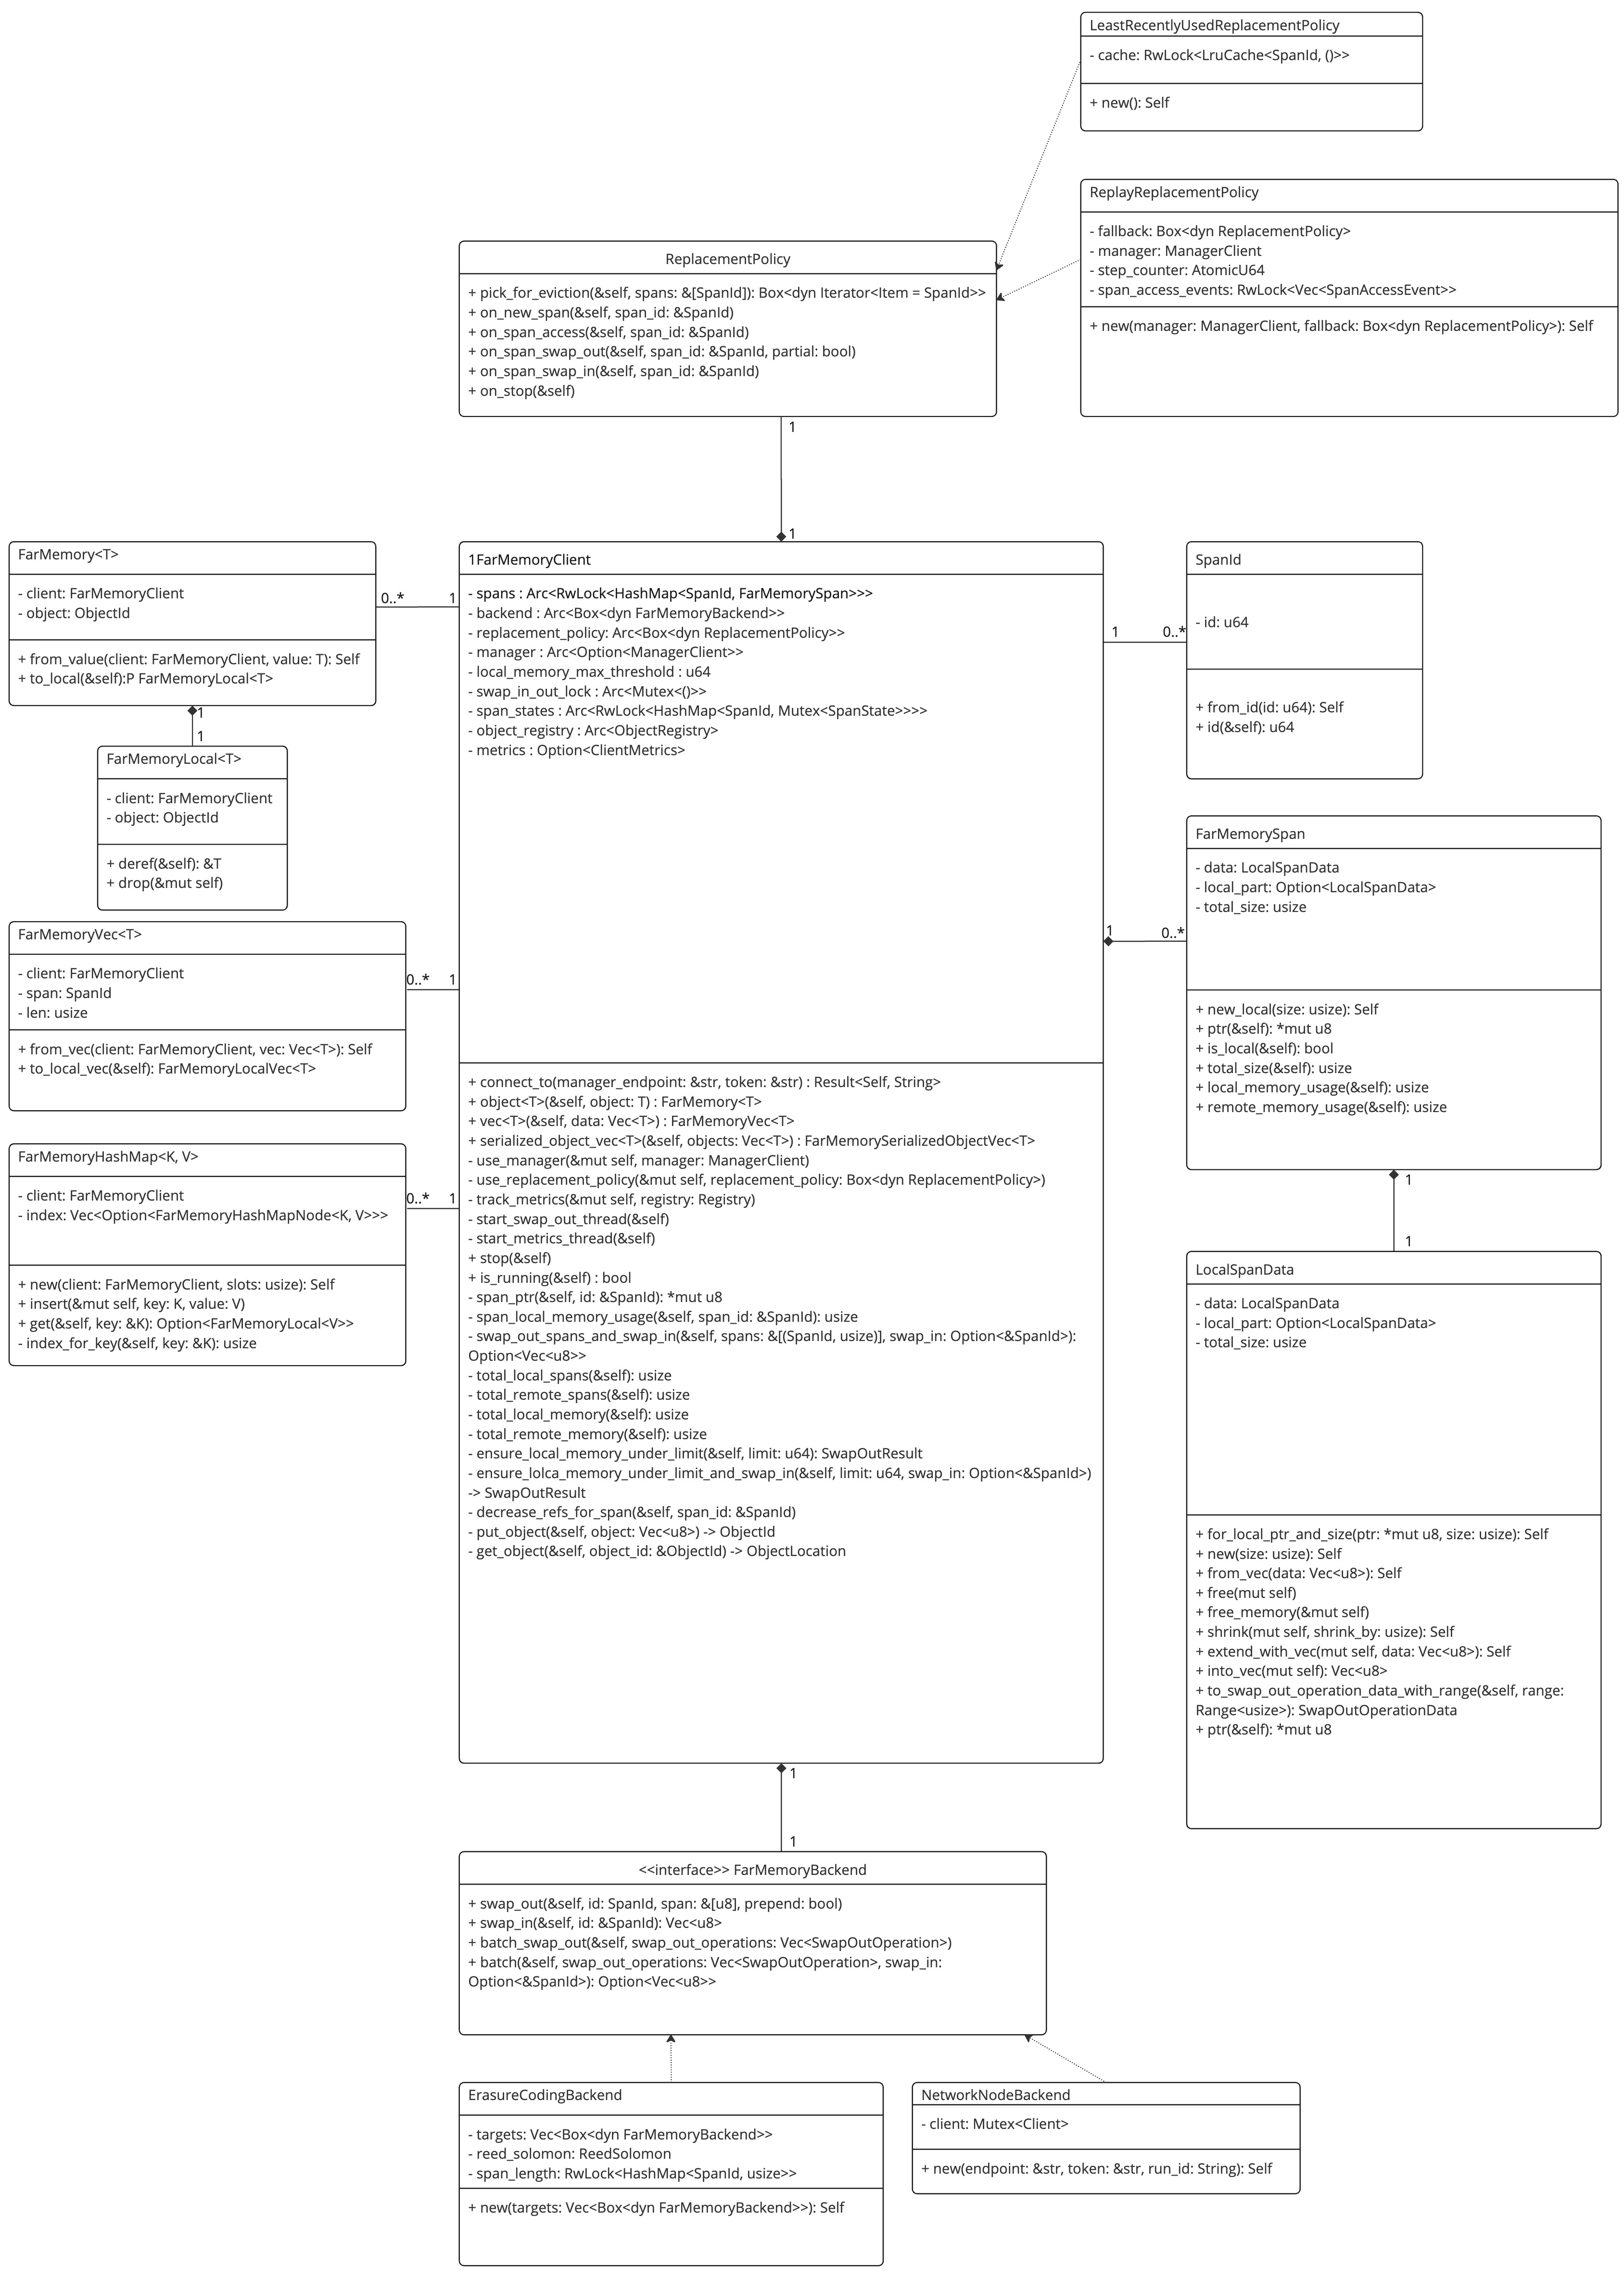 LeastRecentlyUsedReplacementPolicy
- cache: RwLock<LruCache<SpanId, ()>>
+ new(): Self
ReplayReplacementPolicy
- fallback: Box<dyn ReplacementPolicy>
- manager: ManagerClient
- step_counter: AtomicU64
- span_access_events: RwLock<Vec<SpanAccessEvent>>
+ new(manager: ManagerClient, fallback: Box<dyn ReplacementPolicy>): Self
ReplacementPolicy
+ pick_for_eviction(&self, spans: &[SpanId]): Box<dyn Iterator<Item = SpanId>>
+ on_new_span(&self, span_id: &SpanId)
+ on_span_access(&self, span_id: &SpanId)
+ on_span_swap_out(&self, span_id: &SpanId, partial: bool)
+ on_span_swap_in(&self, span_id: &SpanId)
+ on_stop(&self)
1
1
FarMemory<T>
- client: FarMemoryClient
- object: ObjectId
+ from_value(client: FarMemoryClient, value: T): Self
+ to_local(&self):P FarMemoryLocal<T>
0..* 1
1
1
FarMemoryLocal<T>
- client: FarMemoryClient
- object: ObjectId
+ deref(&self): &T
+ drop(&mut self)
FarMemoryVec<T>
- client: FarMemoryClient
- span: SpanId
- len: usize
+ from_vec(client: FarMemoryClient, vec: Vec<T>): Self
+ to_local_vec(&self): FarMemoryLocalVec<T>
0..* 1
FarMemoryHashMap<K, V>
- client: FarMemoryClient
- index: Vec<Option<FarMemoryHashMapNode<K, V>>>
+ new(client: FarMemoryClient, slots: usize): Self
+ insert(&mut self, key: K, value: V)
+ get(&self, key: &K): Option<FarMemoryLocal<V>>
- index_for_key(&self, key: &K): usize
0..* 1
1FarMemoryClient
- spans : Arc<RwLock<HashMap<SpanId, FarMemorySpan>>>
- backend : Arc<Box<dyn FarMemoryBackend>>
- replacement_policy: Arc<Box<dyn ReplacementPolicy>>
- manager : Arc<Option<ManagerClient>>
- local_memory_max_threshold : u64
- swap_in_out_lock : Arc<Mutex<()>>
- span_states : Arc<RwLock<HashMap<SpanId, Mutex<SpanState>>>>
- object_registry : Arc<ObjectRegistry>
- metrics : Option<ClientMetrics>
+ connect_to(manager_endpoint: &str, token: &str) : Result<Self, String>
+ object<T>(&self, object: T) : FarMemory<T>
+ vec<T>(&self, data: Vec<T>) : FarMemoryVec<T>
+ serialized_object_vec<T>(&self, objects: Vec<T>) : FarMemorySerializedObjectVec<T>
- use_manager(&mut self, manager: ManagerClient)
- use_replacement_policy(&mut self, replacement_policy: Box<dyn ReplacementPolicy>)
- track_metrics(&mut self, registry: Registry)
- start_swap_out_thread(&self)
- start_metrics_thread(&self)
+ stop(&self)
+ is_running(&self) : bool
- span_ptr(&self, id: &SpanId): *mut u8
- span_local_memory_usage(&self, span_id: &SpanId): usize
- swap_out_spans_and_swap_in(&self, spans: &[(SpanId, usize)], swap_in: Option<&SpanId>):
Option<Vec<u8>>
- total_local_spans(&self): usize
- total_remote_spans(&self): usize
- total_local_memory(&self): usize
- total_remote_memory(&self): usize
- ensure_local_memory_under_limit(&self, limit: u64): SwapOutResult
- ensure_lolca_memory_under_limit_and_swap_in(&self, limit: u64, swap_in: Option<&SpanId>)
-> SwapOutResult
- decrease_refs_for_span(&self, span_id: &SpanId)
- put_object(&self, object: Vec<u8>) -> ObjectId
- get_object(&self, object_id: &ObjectId) -> ObjectLocation
1 0..*
SpanId
- id: u64
+ from_id(id: u64): Self
+ id(&self): u64
1 0..*
FarMemorySpan
- data: LocalSpanData
- local_part: Option<LocalSpanData>
- total_size: usize
+ new_local(size: usize): Self
+ ptr(&self): *mut u8
+ is_local(&self): bool
+ total_size(&self): usize
+ local_memory_usage(&self): usize
+ remote_memory_usage(&self): usize
1
1
LocalSpanData
- data: LocalSpanData
- local_part: Option<LocalSpanData>
- total_size: usize
+ for_local_ptr_and_size(ptr: *mut u8, size: usize): Self
+ new(size: usize): Self
+ from_vec(data: Vec<u8>): Self
+ free(mut self)
+ free_memory(&mut self)
+ shrink(mut self, shrink_by: usize): Self
+ extend_with_vec(mut self, data: Vec<u8>): Self
+ into_vec(mut self): Vec<u8>
+ to_swap_out_operation_data_with_range(&self, range:
Range<usize>): SwapOutOperationData
+ ptr(&self): *mut u8
1
1
<<interface>> FarMemoryBackend
+ swap_out(&self, id: SpanId, span: &[u8], prepend: bool)
+ swap_in(&self, id: &SpanId): Vec<u8>
+ batch_swap_out(&self, swap_out_operations: Vec<SwapOutOperation>)
+ batch(&self, swap_out_operations: Vec<SwapOutOperation>, swap_in:
Option<&SpanId>): Option<Vec<u8>>
ErasureCodingBackend
- targets: Vec<Box<dyn FarMemoryBackend>>
- reed_solomon: ReedSolomon
- span_length: RwLock<HashMap<SpanId, usize>>
+ new(targets: Vec<Box<dyn FarMemoryBackend>>): Self
NetworkNodeBackend
- client: Mutex<Client>
+ new(endpoint: &str, token: &str, run_id: String): Self